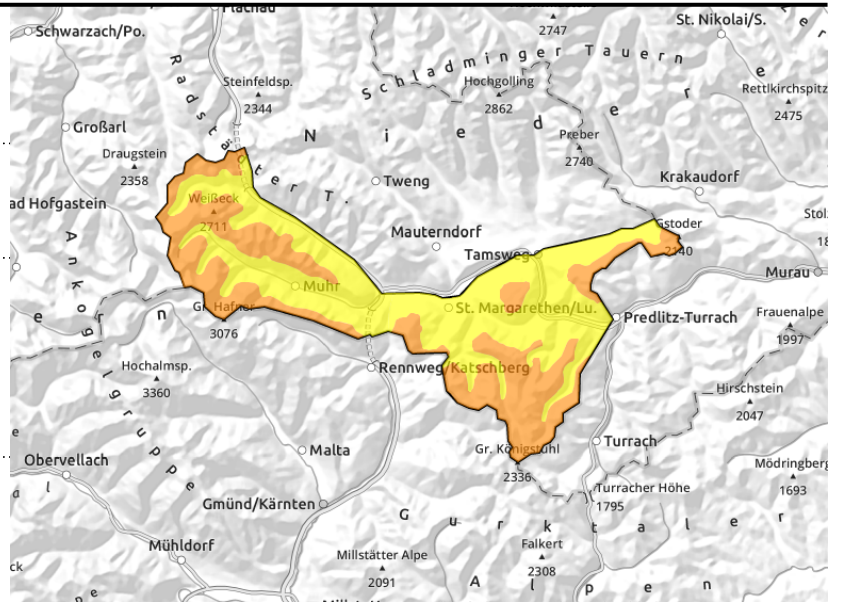 Flachau
Schwarzach/Po.
2747
St. Nikolai/S.
Schladminger Tauern
Radstädter T.
Steinfeldsp.
2344
Hochgolling
2862
Rettlkirchspitz
2475
Großarl
Niedere
Preber
2740
Draugstein
2358
Tweng
Krakaudorf
ad Hofgastein
Weißeck
2711
Mauterndorf
Gstoder
2140
Stolz
18
Tamsweg
Murau
Muhr
St. Margarethen/Lu.
Predlitz-Turrach
Frauenalpe
1997
Gr. Hafner
3076
Ankogelgruppe
e r n
Hochalmsp.
3360
Rennweg/Katschberg
Hirschstein
2047
Malta
Gr. Königstuhl
2336
Turrach
Obervellach
Mödringberg
1693
Turracher Höhe
1795
Gmünd/Kärnten
Gurktaler
Mühldorf
Millstätter Alpe
2091
Falkert
2308
Alpen
ck